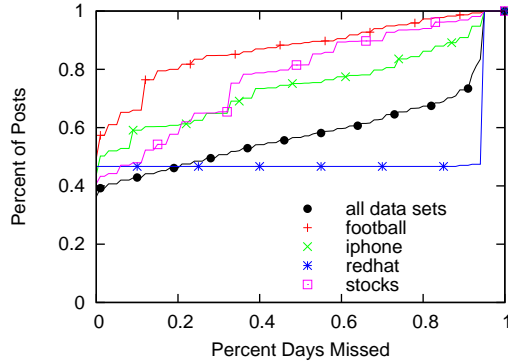 1
0.8
0.6
0.4
0.2
0
0 0.2 0.4 0.6 0.8 1
Percent of Posts
Percent Days Missed
all data sets
football
iphone
redhat
stocks